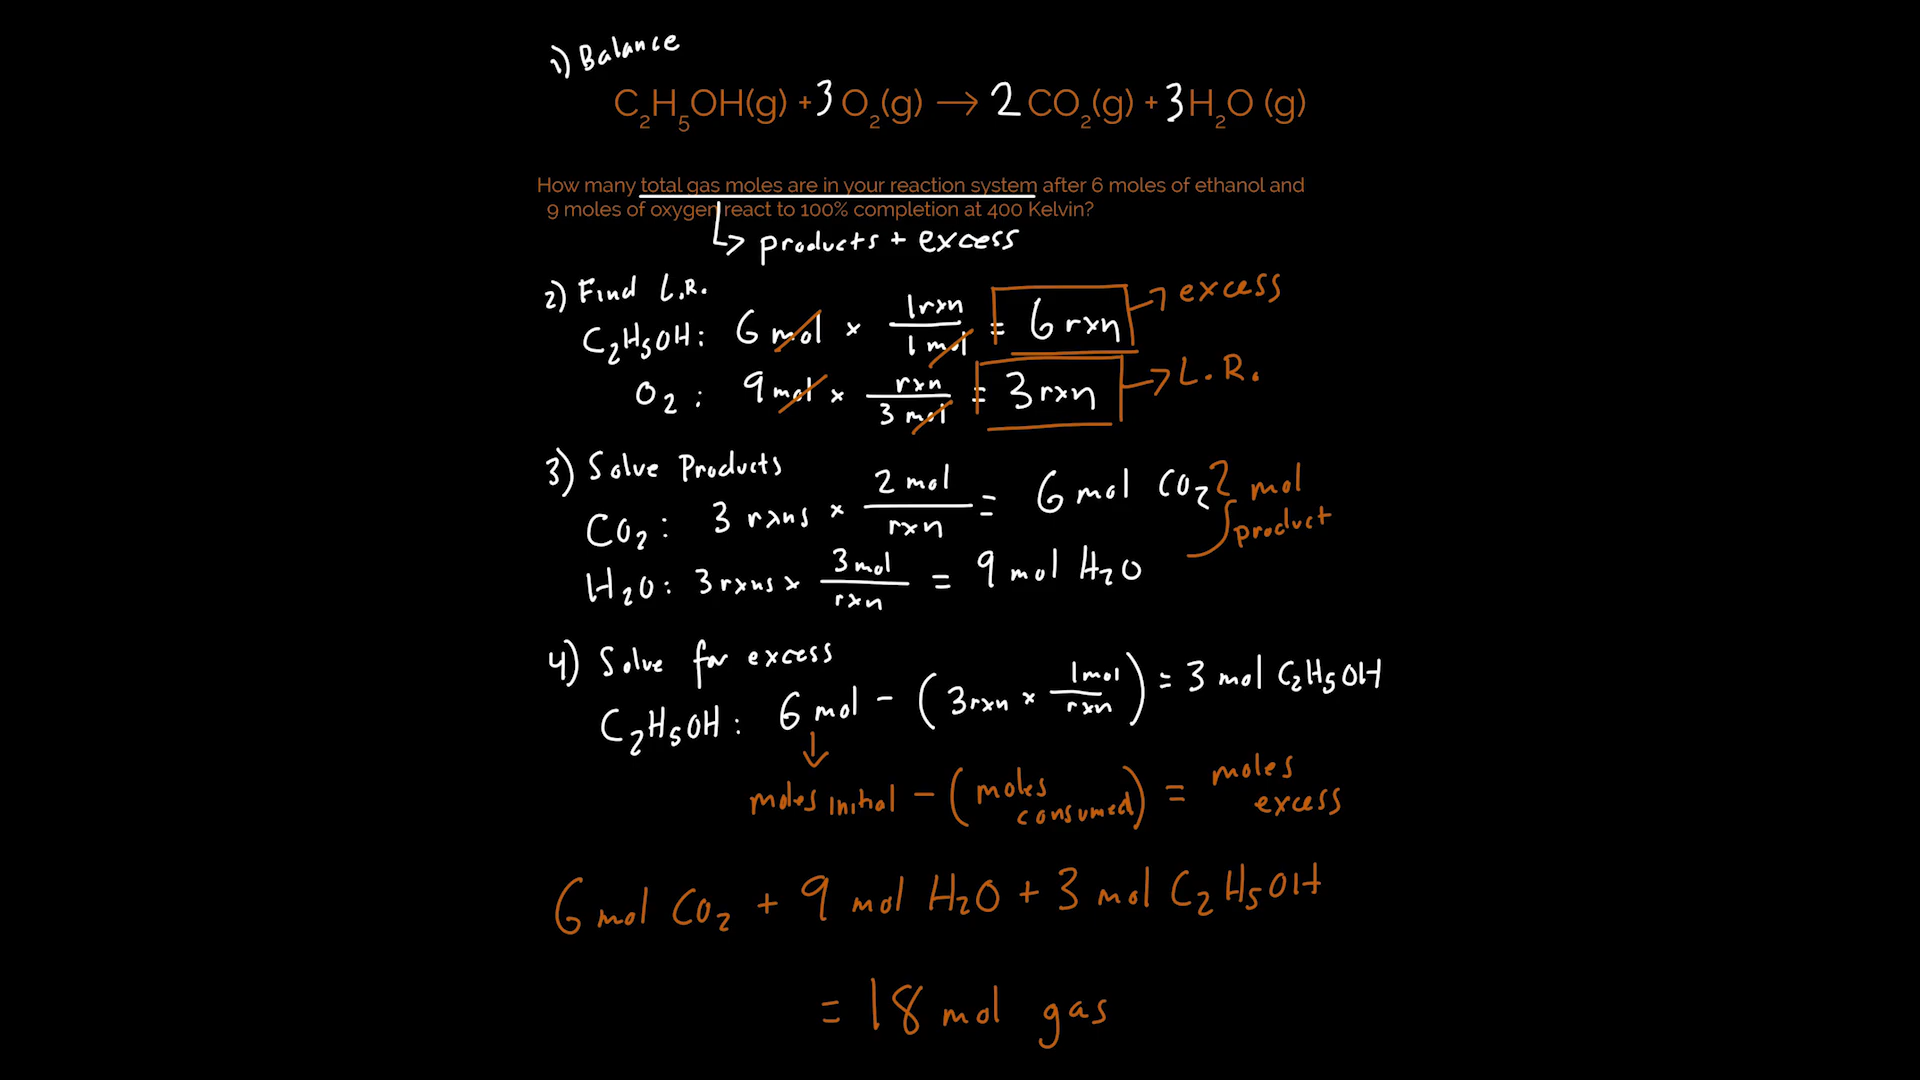 1) Balance
C₂H₅OH(g) + 3 O₂(g) → 2 CO₂(g) + 3 H₂O (g)
How many total gas moles are in your reaction system after 6 moles of ethanol and
9 moles of oxygen react to 100% completion at 400 Kelvin?
↳ products + excess
2) Find L.R.
C₂H₅OH: 6 mol × 1 rxn / 1 mol = 6 rxn → excess
O₂: 9 mol × rxn / 3 mol = 3 rxn → L.R.
3) Solve Products
CO₂: 3 rxns × 2 mol / rxn = 6 mol CO₂ } mol
product
H₂O: 3 rxns × 3 mol / rxn = 9 mol H₂O
4) Solve for excess
C₂H₅OH: 6 mol − (3 rxn × 1 mol / rxn) = 3 mol C₂H₅OH
↓
moles initial − (moles consumed) = moles excess
6 mol CO₂ + 9 mol H₂O + 3 mol C₂H₅OH
= 18 mol gas